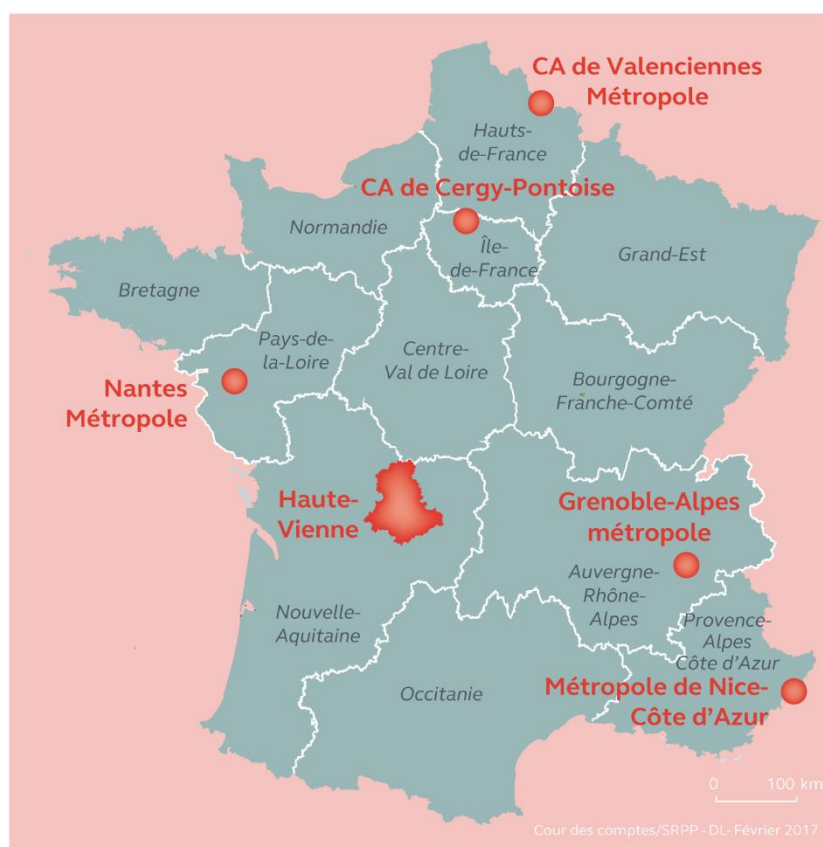 CA de Valenciennes
Métropole
Hauts-
de-France
CA de Cergy-Pontoise
Normandie
Île-
de-France
Grand-Est
Bretagne
Pays-de-
la-Loire
Centre-
Val de Loire
Bourgogne-
Franche-Comté
Nantes
Métropole
Haute-
Vienne
Grenoble-Alpes
métropole
Auvergne-
Rhône-
Alpes
Nouvelle-
Aquitaine
Provence-
Alpes
Côte d'Azur
Occitanie
Métropole de Nice-
Côte d'Azur
0 100 km
Cour des comptes/SRPP - DL- Février 2017